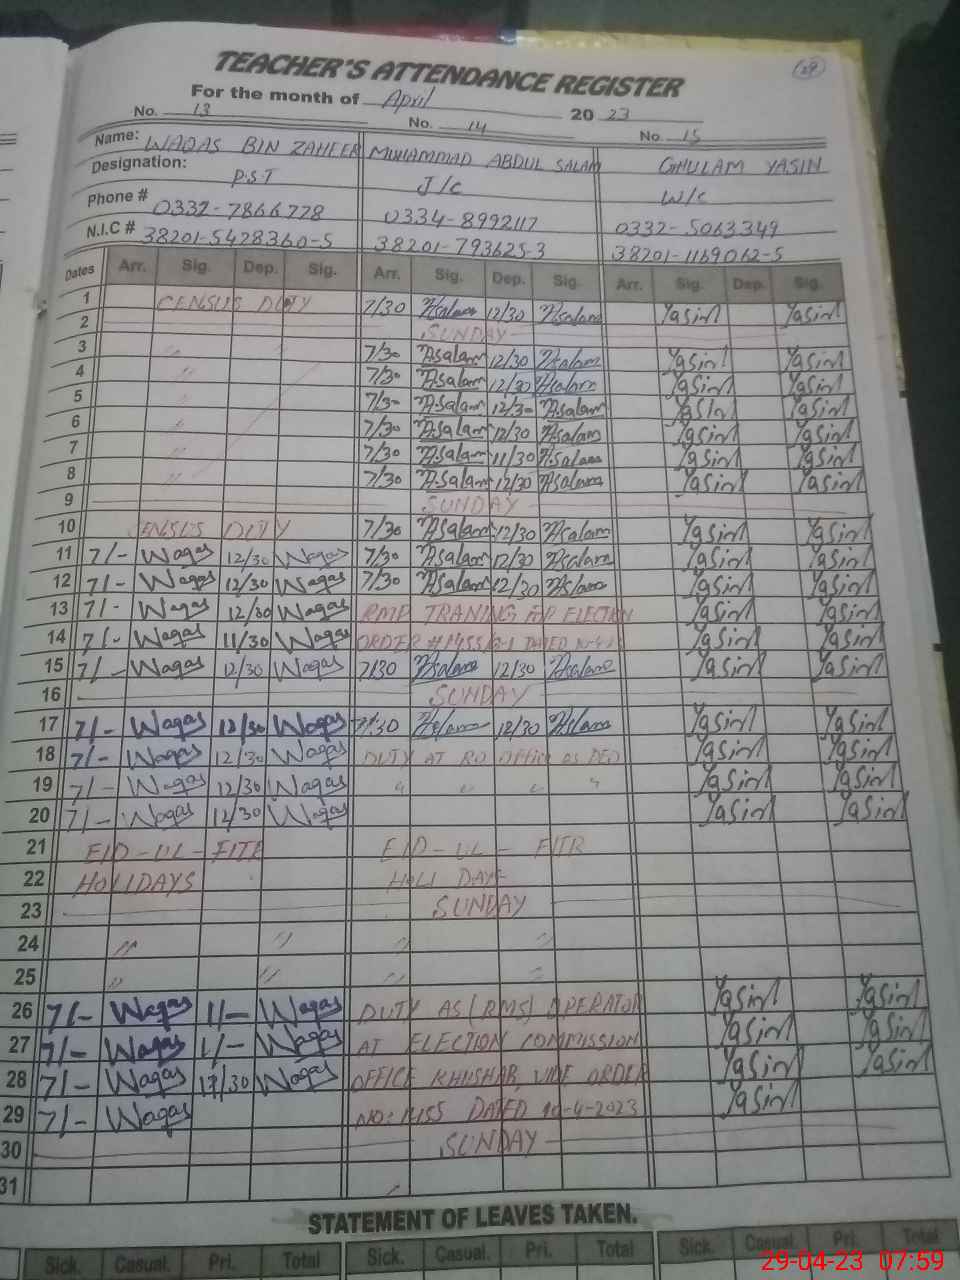 29
TEACHER'S ATTENDANCE REGISTER
For the month of April 20 23
No. 13 No. 14 No. 15
Name: WAQAS BIN ZAHEER MUHAMMAD ABDUL SALAM GHULAM YASIN
Designation: P.S.T J/C W/C
Phone # 0332-7866728 0334-8992117 0332-5063349
N.I.C # 38201-5428360-5 38201-793625-3 38201-1169062-5
Dates Arr. Sig. Dep. Sig. Arr. Sig. Dep. Sig. Arr. Sig. Dep. Sig.
1 CENSUS DUTY 7/30 Asalam 12/30 Asalam Yasin Yasin
2 SUNDAY
3 " " 7/30 Asalam 12/30 Asalam Yasin Yasin
4 " 7/30 Asalam 12/30 Asalam Yasin Yasin
5 " 7/30 Asalam 12/30 Asalam Yasin Yasin
6 " 7/30 Asalam 12/30 Asalam Yasin Yasin
7 " 7/30 Asalam 11/30 Asalam Yasin Yasin
8 " 7/30 Asalam 12/30 Asalam Yasin Yasin
9 SUNDAY
10 CENSUS DUTY 7/30 Asalam 12/30 Asalam Yasin Yasin
11 7/- Waqas 12/30 Waqas 7/30 Asalam 12/30 Asalam Yasin Yasin
12 7/- Waqas 12/30 Waqas 7/30 Asalam 12/30 Asalam Yasin Yasin
13 7/- Waqas 12/30 Waqas RMP TRANING FOR ELECTION Yasin Yasin
14 7/- Waqas 11/30 Waqas ORDER # 1455 DATED Yasin Yasin
15 7/- Waqas 12/30 Waqas 7/30 Asalam 12/30 Asalam Yasin Yasin
16 SUNDAY
17 7/- Waqas 12/30 Waqas 7/30 Asalam 12/30 Asalam Yasin Yasin
18 7/- Waqas 12/30 Waqas DUTY AT RO Office as DEO Yasin Yasin
19 7/- Waqas 12/30 Waqas " " " " Yasin Yasin
20 7/- Waqas 12/30 Waqas Yasin Yasin
21 EID-UL-FITR EID-UL-FITR
22 HOLIDAYS HOLI DAYS
23 SUNDAY
24 " " " "
25 " " " "
26 7/- Waqas 1/- Waqas DUTY AS (RMS) OPERATOR Yasin Yasin
27 7/- Waqas 1/- Waqas AT ELECTION COMMISSION Yasin Yasin
28 7/- Waqas 12/30 Waqas OFFICE KHUSHAB, VIDE ORDER Yasin Yasin
29 7/- Waqas NO: 1455 DATED 10-4-2023 Yasin
30 SUNDAY
31
STATEMENT OF LEAVES TAKEN.
Sick. Casual. Pri. Total Sick. Casual. Pri. Total Sick. Casual. Pri. Total
29-04-23 07:59